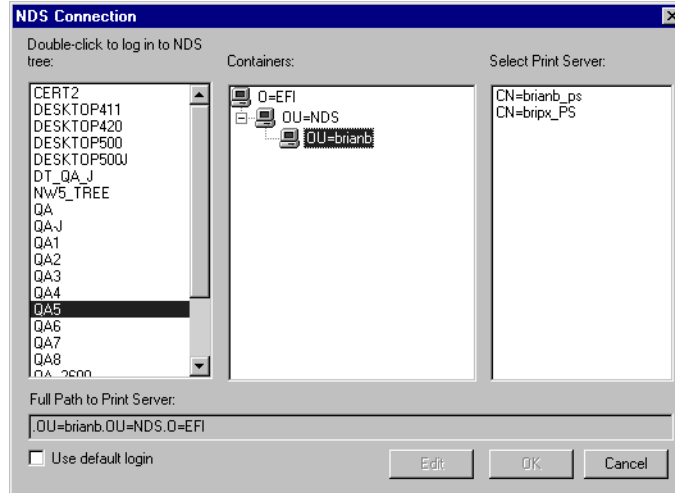 NDS Connection
Double-click to log in to NDS
tree:
Containers:
Select Print Server:
CERT2
DESKTOP411
DESKTOP420
DESKTOP500
DESKTOP500J
DT_QA_J
NW5_TREE
QA
QA-J
QA1
QA2
QA3
QA4
QA5
QA6
QA7
QA8
QA_2600
O=EFI
OU=NDS
OU=brianb
CN=brianb_ps
CN=bripx_PS
Full Path to Print Server:
.OU=brianb.OU=NDS.O=EFI
Use default login
Edit
OK
Cancel